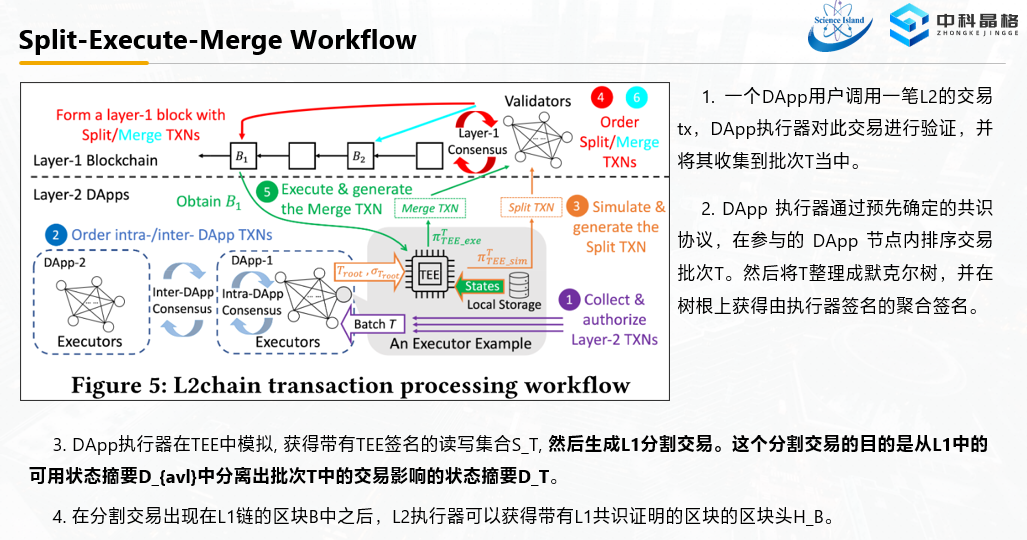 Split-Execute-Merge Workflow
Science Island
中科晶格
ZHONGKEJINGGE
Form a layer-1 block with
Split/Merge TXNs
Validators
4
6
Order
Split/Merge
TXNs
Layer-1
Consensus
Layer-1 Blockchain
B₁
B₂
Layer-2 DApps
Obtain B₁
5
Execute & generate
the Merge TXN
Merge TXN
Split TXN
3
Simulate &
generate the
Split TXN
2
Order intra-/inter- DApp TXNs
π^T_{TEE_exe}
π^T_{TEE_sim}
DApp-2
DApp-1
T_{root} , σ_{T_{root}}
TEE
States
Local Storage
Inter-DApp
Consensus
Intra-DApp
Consensus
1
Collect &
authorize
Layer-2 TXNs
Batch T
Executors
Executors
An Executor Example
Figure 5: L2chain transaction processing workflow
1. 一个DApp用户调用一笔L2的交易
tx，DApp执行器对此交易进行验证，并
将其收集到批次T当中。
2. DApp 执行器通过预先确定的共识
协议，在参与的 DApp 节点内排序交易
批次T。然后将T整理成默克尔树，并在
树根上获得由执行器签名的聚合签名。
3. DApp执行器在TEE中模拟, 获得带有TEE签名的读写集合S_T, 然后生成L1分割交易。这个分割交易的目的是从L1中的
可用状态摘要D_{avl}中分离出批次T中的交易影响的状态摘要D_T。
4. 在分割交易出现在L1链的区块B中之后，L2执行器可以获得带有L1共识证明的区块的区块头H_B。